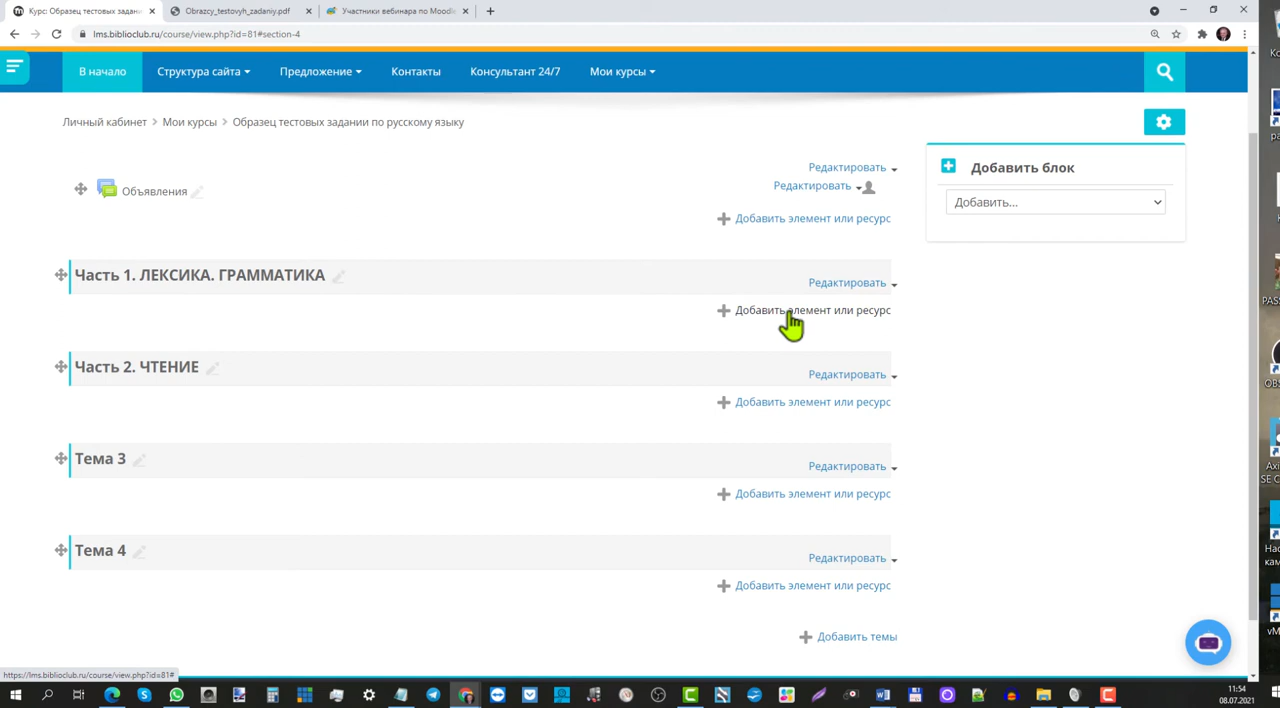 Курс: Образец тестовых задани
Obrazcy_testovyh_zadaniy.pdf
Участники вебинара по Moodl
lms.biblioclub.ru/course/view.php?id=81#section-4
В начало
Структура сайта
Предложение
Контакты
Консультант 24/7
Мои курсы
Личный кабинет
Мои курсы
Образец тестовых задании по русскому языку
Редактировать
Объявления
Редактировать
Добавить элемент или ресурс
Добавить блок
Добавить...
Часть 1. ЛЕКСИКА. ГРАММАТИКА
Редактировать
Добавить элемент или ресурс
Часть 2. ЧТЕНИЕ
Редактировать
Добавить элемент или ресурс
Тема 3
Редактировать
Добавить элемент или ресурс
Тема 4
Редактировать
Добавить элемент или ресурс
Добавить темы
https://lms.biblioclub.ru/course/view.php?id=81#
11:54
08.07.2021